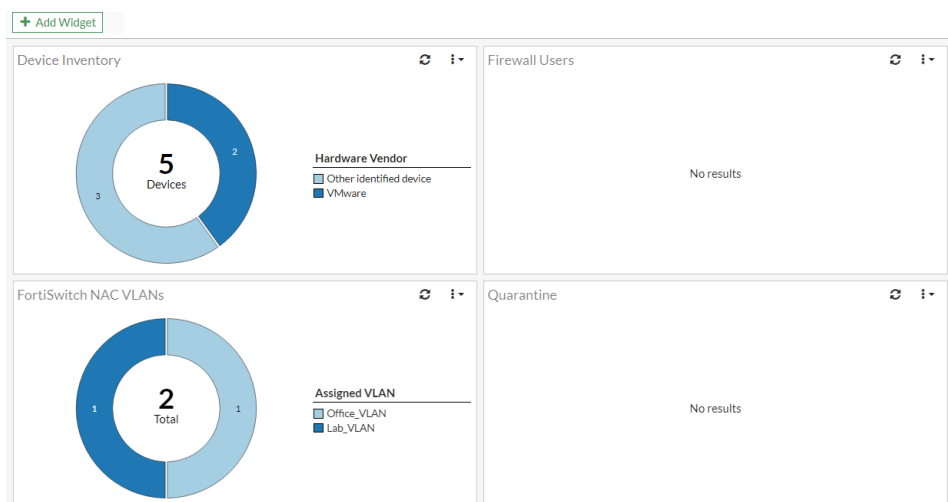 + Add Widget
Device Inventory
5
Devices
2
3
Hardware Vendor
Other identified device
VMware
Firewall Users
No results
FortiSwitch NAC VLANs
2
Total
1
1
Assigned VLAN
Office_VLAN
Lab_VLAN
Quarantine
No results